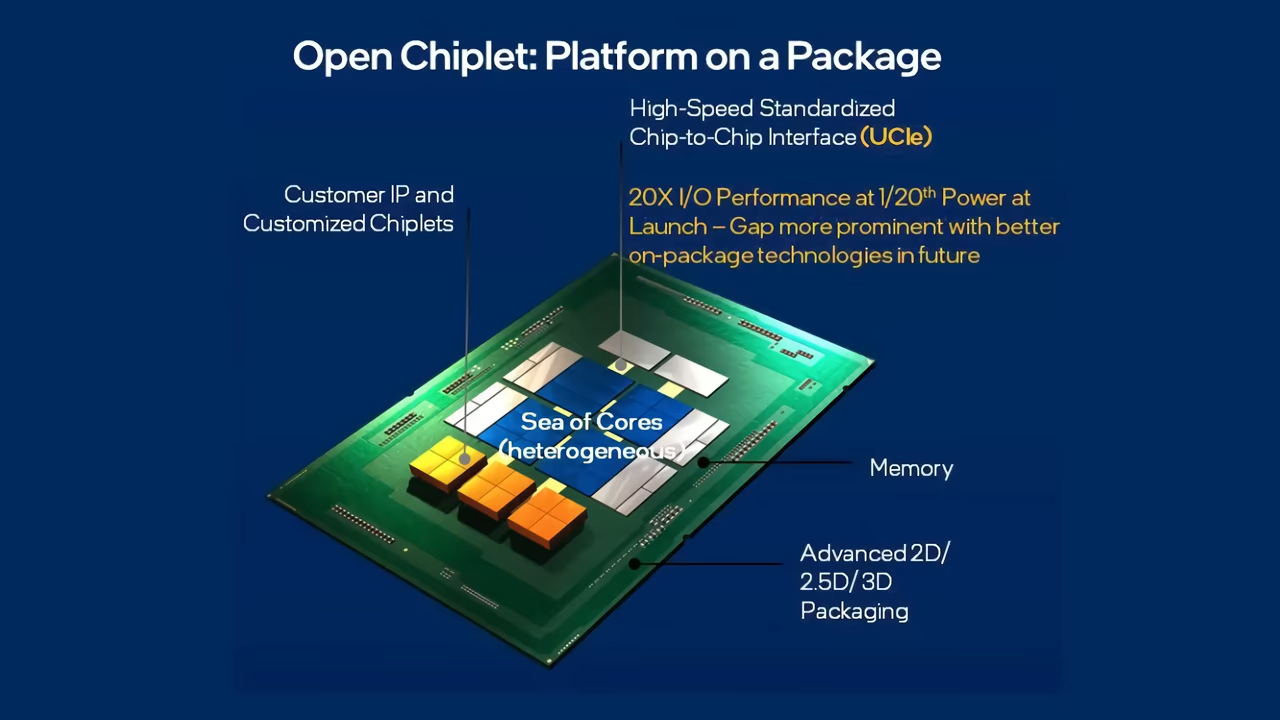 Open Chiplet: Platform on a Package
High-Speed Standardized
Chip-to-Chip Interface (UCIe)
Customer IP and
Customized Chiplets
20X I/O Performance at 1/20th Power at
Launch – Gap more prominent with better
on-package technologies in future
Sea of Cores
(heterogeneous)
Memory
Advanced 2D/
2.5D/3D
Packaging